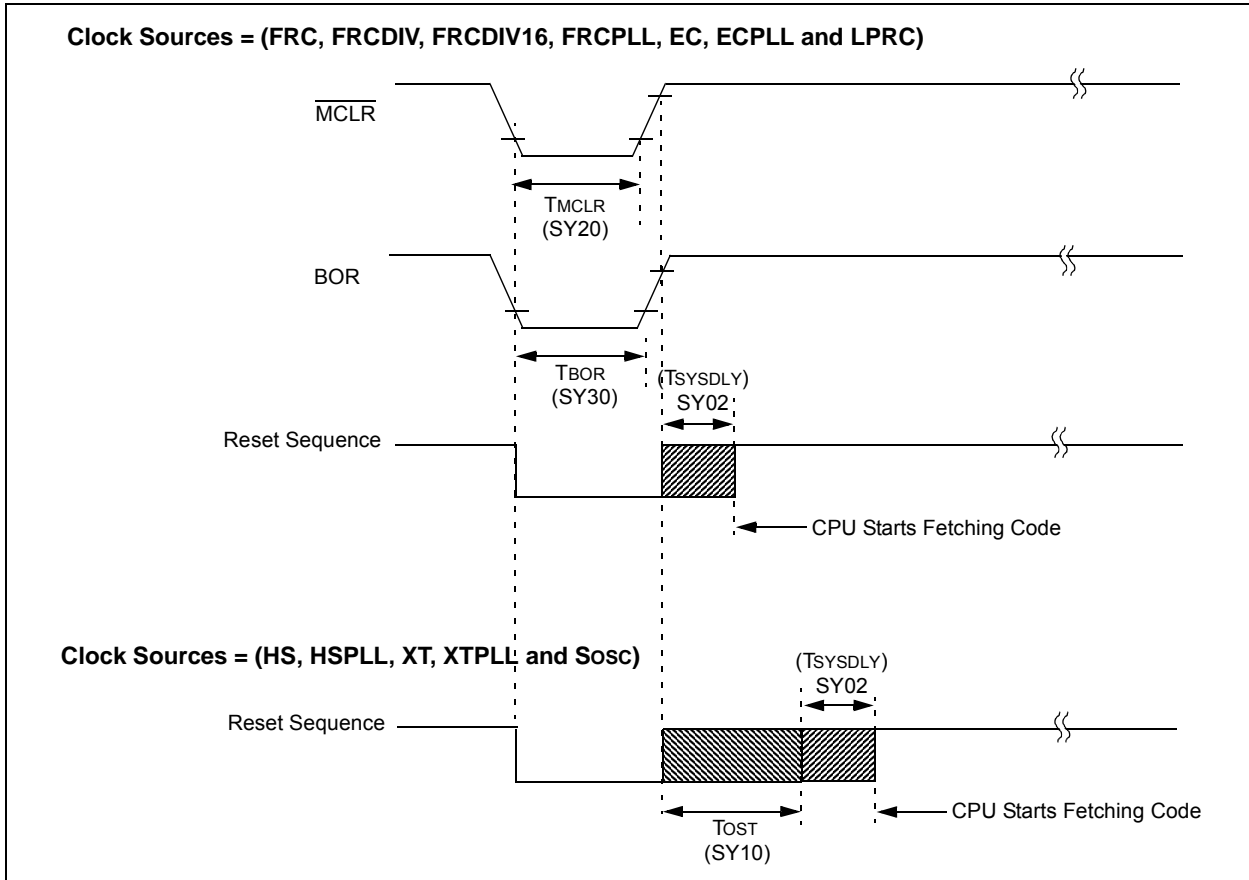 Clock Sources = (FRC, FRCDIV, FRCDIV16, FRCPLL, EC, ECPLL and LPRC)
MCLR
TMCLR
(SY20)
BOR
TBOR
(SY30)
(TSYSDLY)
SY02
Reset Sequence
CPU Starts Fetching Code
Clock Sources = (HS, HSPLL, XT, XTPLL and SOSC)
(TSYSDLY)
SY02
Reset Sequence
CPU Starts Fetching Code
TOST
(SY10)